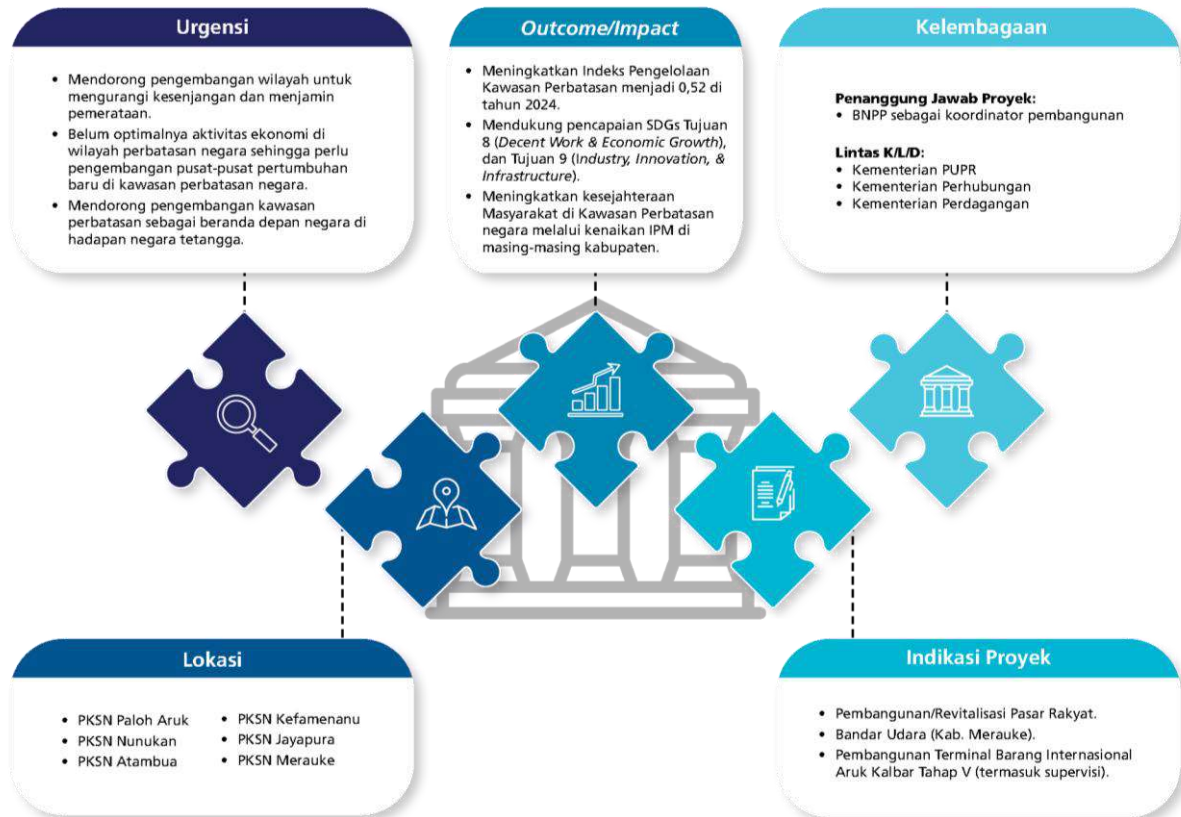 Urgensi
• Mendorong pengembangan wilayah untuk
mengurangi kesenjangan dan menjamin
pemerataan.
• Belum optimalnya aktivitas ekonomi di
wilayah perbatasan negara sehingga perlu
pengembangan pusat-pusat pertumbuhan
baru di kawasan perbatasan negara.
• Mendorong pengembangan kawasan
perbatasan sebagai beranda depan negara di
hadapan negara tetangga.
Outcome/Impact
• Meningkatkan Indeks Pengelolaan
Kawasan Perbatasan menjadi 0,52 di
tahun 2024.
• Mendukung pencapaian SDGs Tujuan
8 (Decent Work & Economic Growth),
dan Tujuan 9 (Industry, Innovation, &
Infrastructure).
• Meningkatkan kesejahteraan
Masyarakat di Kawasan Perbatasan
negara melalui kenaikan IPM di
masing-masing kabupaten.
Kelembagaan
Penanggung Jawab Proyek:
• BNPP sebagai koordinator pembangunan
Lintas K/L/D:
• Kementerian PUPR
• Kementerian Perhubungan
• Kementerian Perdagangan
Lokasi
• PKSN Paloh Aruk
• PKSN Nunukan
• PKSN Atambua
• PKSN Kefamenanu
• PKSN Jayapura
• PKSN Merauke
Indikasi Proyek
• Pembangunan/Revitalisasi Pasar Rakyat.
• Bandar Udara (Kab. Merauke).
• Pembangunan Terminal Barang Internasional
Aruk Kalbar Tahap V (termasuk supervisi).